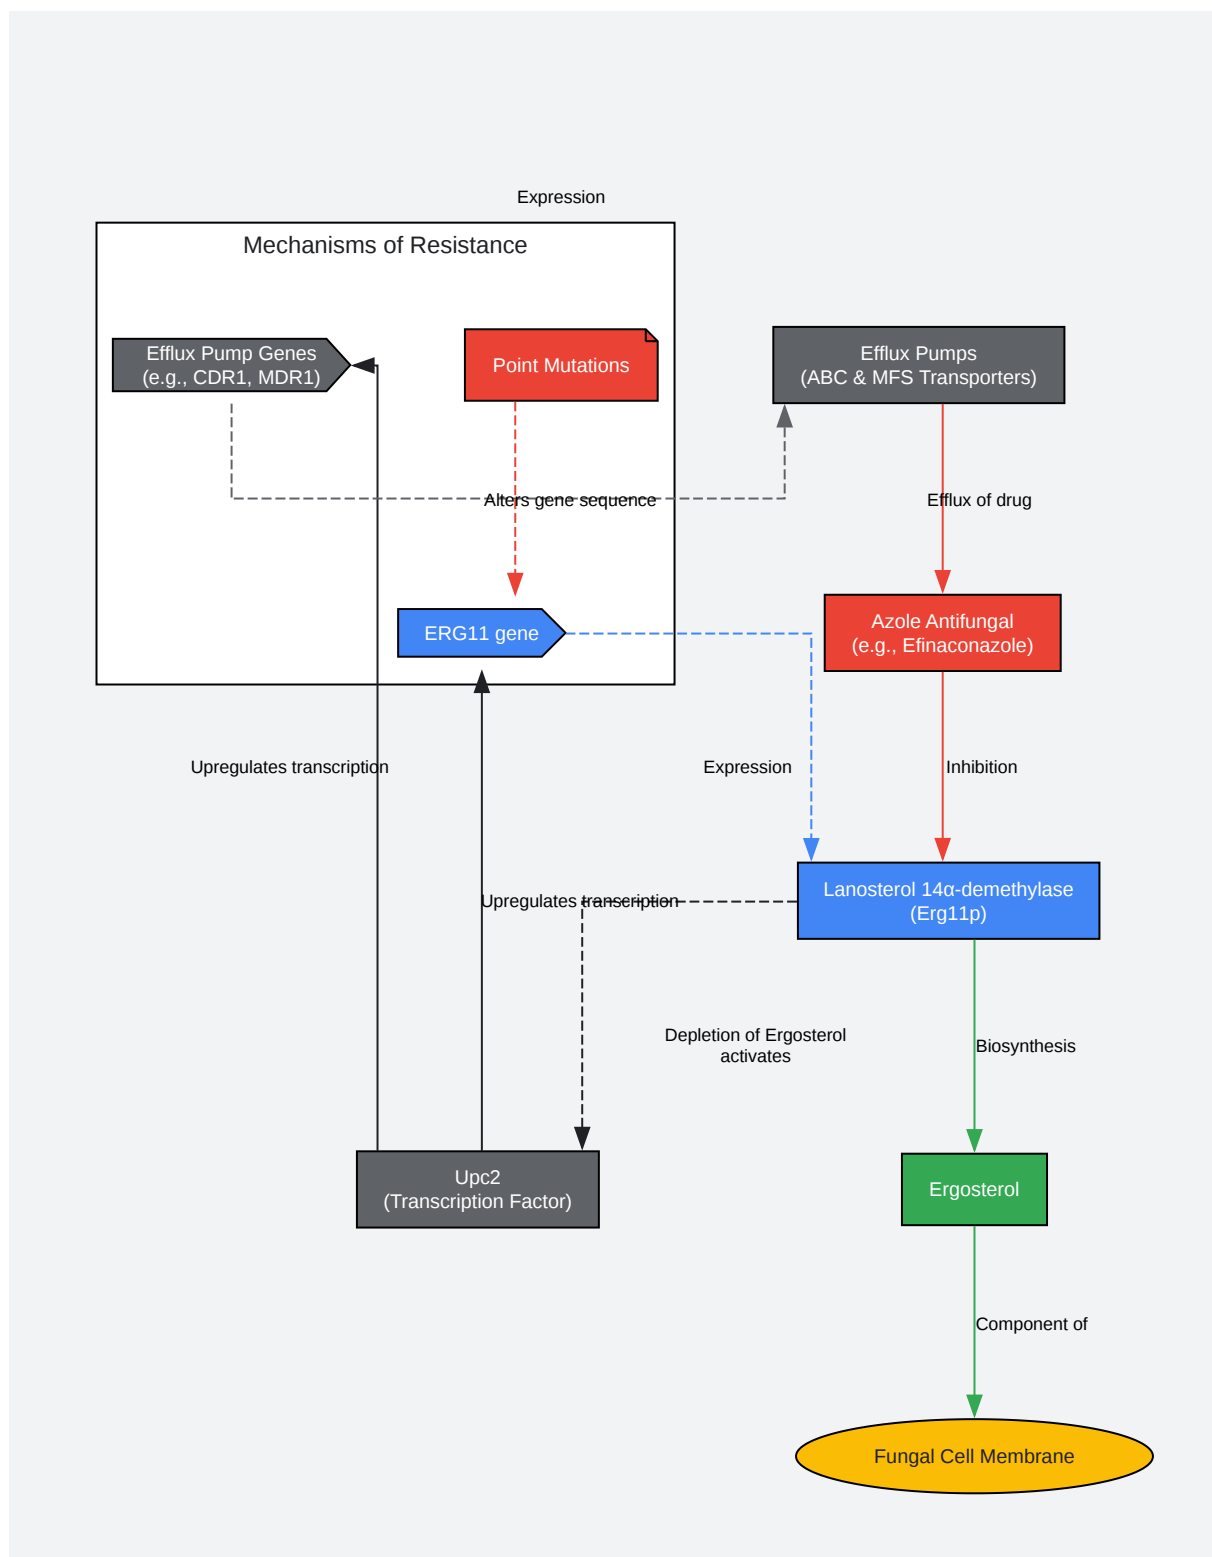 Expression
Mechanisms of Resistance
Efflux Pump Genes
(e.g., CDR1, MDR1)
Point Mutations
Efflux Pumps
(ABC & MFS Transporters)
Alters gene sequence
Efflux of drug
ERG11 gene
Azole Antifungal
(e.g., Efinaconazole)
Upregulates transcription
Expression
Inhibition
Upregulates transcription
Lanosterol 14α-demethylase
(Erg11p)
Depletion of Ergosterol
activates
Biosynthesis
Upc2
(Transcription Factor)
Ergosterol
Component of
Fungal Cell Membrane